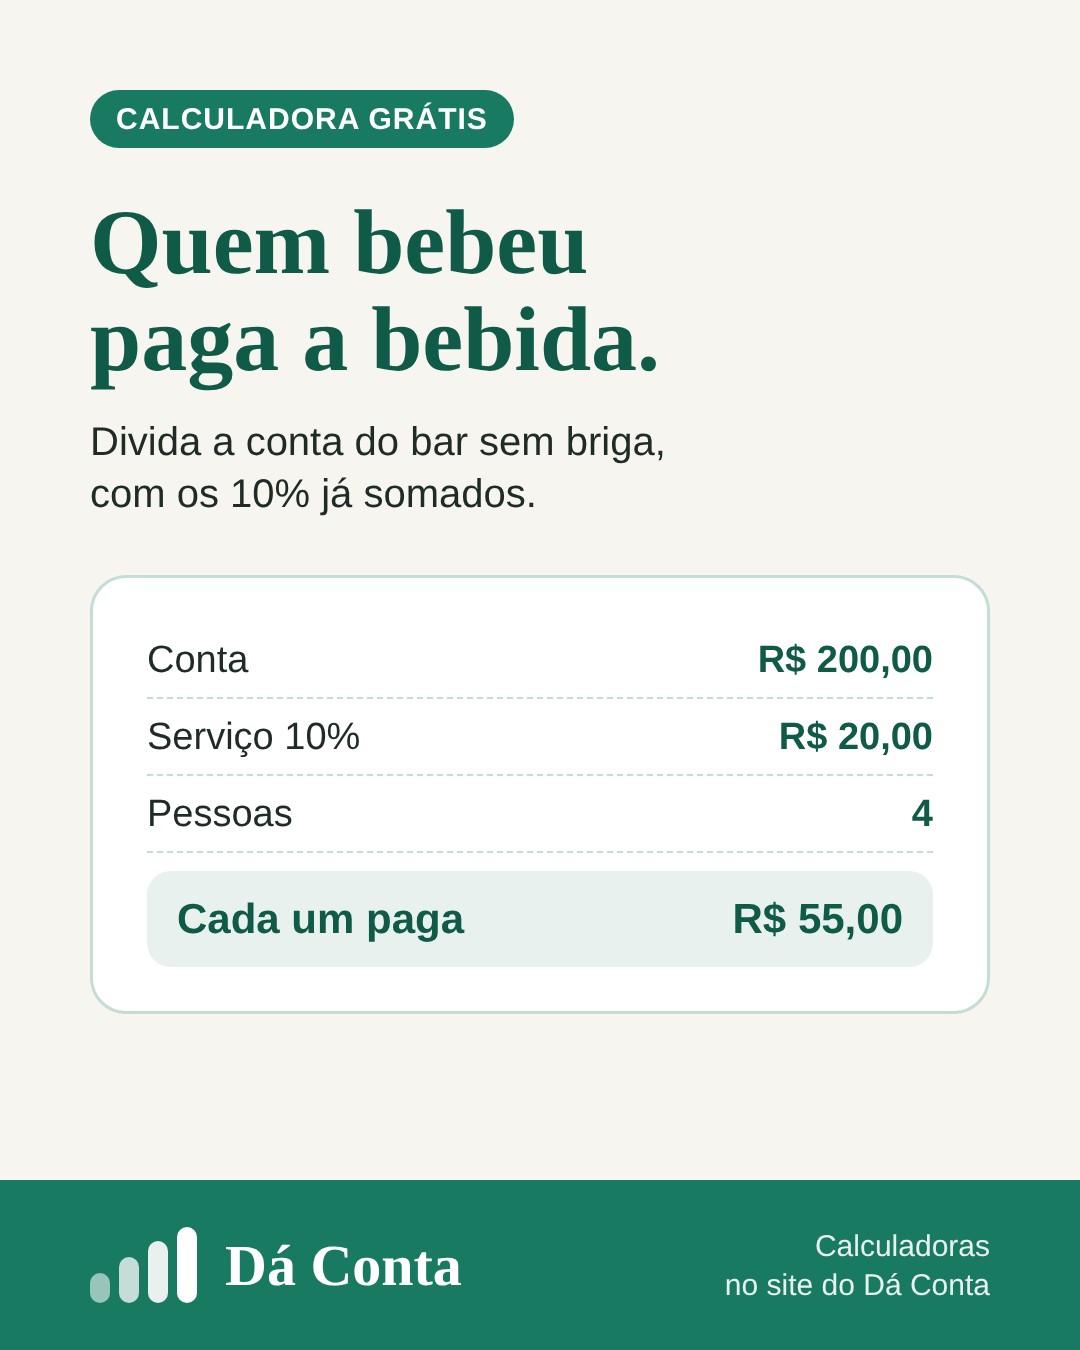 CALCULADORA GRÁTIS
Quem bebeu
paga a bebida.
Divida a conta do bar sem briga,
com os 10% já somados.
Conta R$ 200,00
Serviço 10% R$ 20,00
Pessoas 4
Cada um paga R$ 55,00
Dá Conta
Calculadoras
no site do Dá Conta